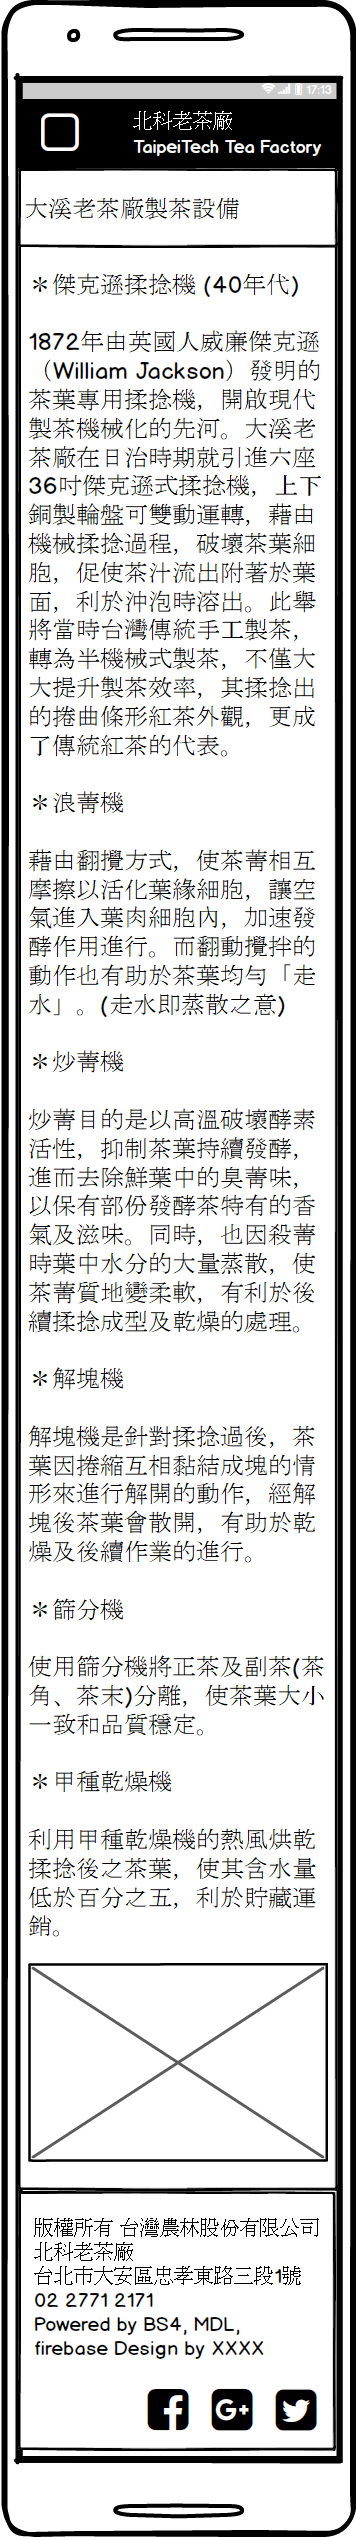 17:13
北科老茶廠
TaipeiTech Tea Factory
大溪老茶廠製茶設備
＊傑克遜揉捻機 (40年代)
1872年由英國人威廉傑克遜
（William Jackson）發明的
茶葉專用揉捻機，開啟現代
製茶機械化的先河。大溪老
茶廠在日治時期就引進六座
36吋傑克遜式揉捻機，上下
銅製輪盤可雙動運轉，藉由
機械揉捻過程，破壞茶葉細
胞，促使茶汁流出附著於葉
面，利於沖泡時溶出。此舉
將當時台灣傳統手工製茶，
轉為半機械式製茶，不僅大
大提升製茶效率，其揉捻出
的捲曲條形紅茶外觀，更成
了傳統紅茶的代表。
＊浪菁機
藉由翻攪方式，使茶菁相互
摩擦以活化葉緣細胞，讓空
氣進入葉肉細胞內，加速發
酵作用進行。而翻動攪拌的
動作也有助於茶葉均勻「走
水」。(走水即蒸散之意)
＊炒菁機
炒菁目的是以高溫破壞酵素
活性，抑制茶葉持續發酵，
進而去除鮮葉中的臭菁味，
以保有部份發酵茶特有的香
氣及滋味。同時，也因殺菁
時葉中水分的大量蒸散，使
茶菁質地變柔軟，有利於後
續揉捻成型及乾燥的處理。
＊解塊機
解塊機是針對揉捻過後，茶
葉因捲縮互相黏結成塊的情
形來進行解開的動作，經解
塊後茶葉會散開，有助於乾
燥及後續作業的進行。
＊篩分機
使用篩分機將正茶及副茶(茶
角、茶末)分離，使茶葉大小
一致和品質穩定。
＊甲種乾燥機
利用甲種乾燥機的熱風烘乾
揉捻後之茶葉，使其含水量
低於百分之五，利於貯藏運
銷。
版權所有 台灣農林股份有限公司
北科老茶廠
台北市大安區忠孝東路三段1號
02 2771 2171
Powered by BS4, MDL,
firebase Design by XXXX